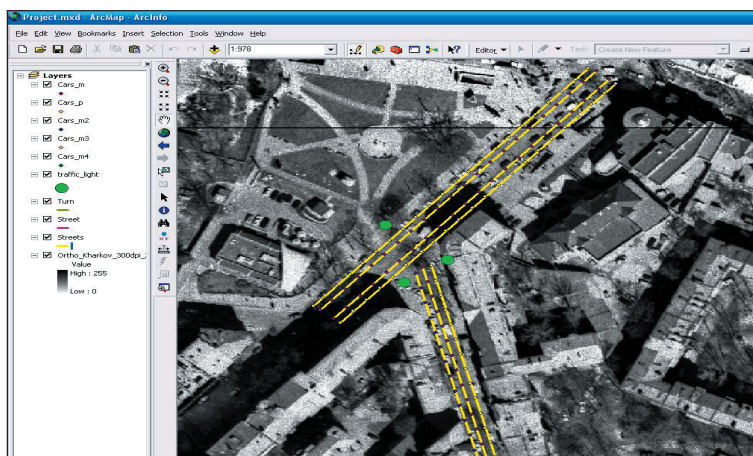 Project.mxd - ArcMap - ArcInfo
File Edit View Bookmarks Insert Selection Tools Window Help
1:978
Editor
Task: Create New Feature
Layers
Cars_m
Cars_p
Cars_m2
Cars_m3
Cars_m4
traffic_light
Turn
Street
Streets
Ortho_Kharkov_300dpi_
Value
High : 255
Low : 0